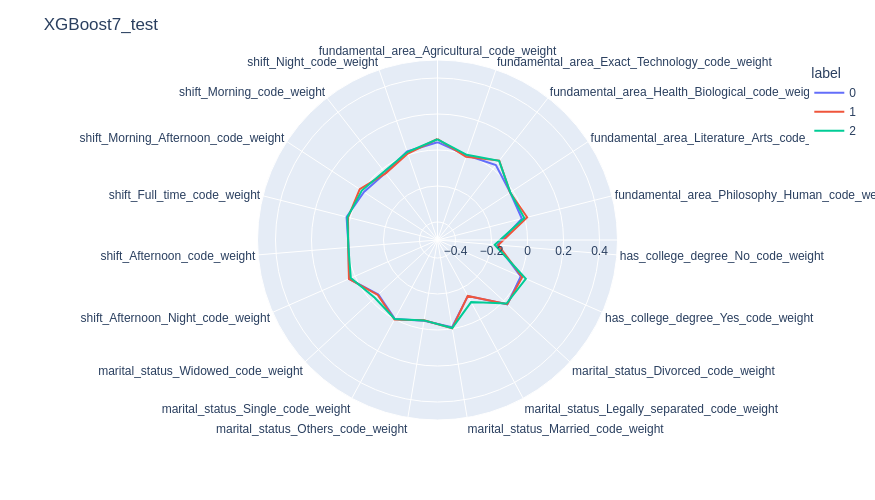 XGBoost7_test
fundamental_area_Agricultural_code_weight
shift_Night_code_weight
fundamental_area_Exact_Technology_code_weight
label
shift_Morning_code_weight
fundamental_area_Health_Biological_code_weig
0
1
2
shift_Morning_Afternoon_code_weight
fundamental_area_Literature_Arts_code_
shift_Full_time_code_weight
fundamental_area_Philosophy_Human_code_we
−0.4
−0.2
0
0.2
0.4
shift_Afternoon_code_weight
has_college_degree_No_code_weight
shift_Afternoon_Night_code_weight
has_college_degree_Yes_code_weight
marital_status_Widowed_code_weight
marital_status_Divorced_code_weight
marital_status_Single_code_weight
marital_status_Legally_separated_code_weight
marital_status_Others_code_weight
marital_status_Married_code_weight